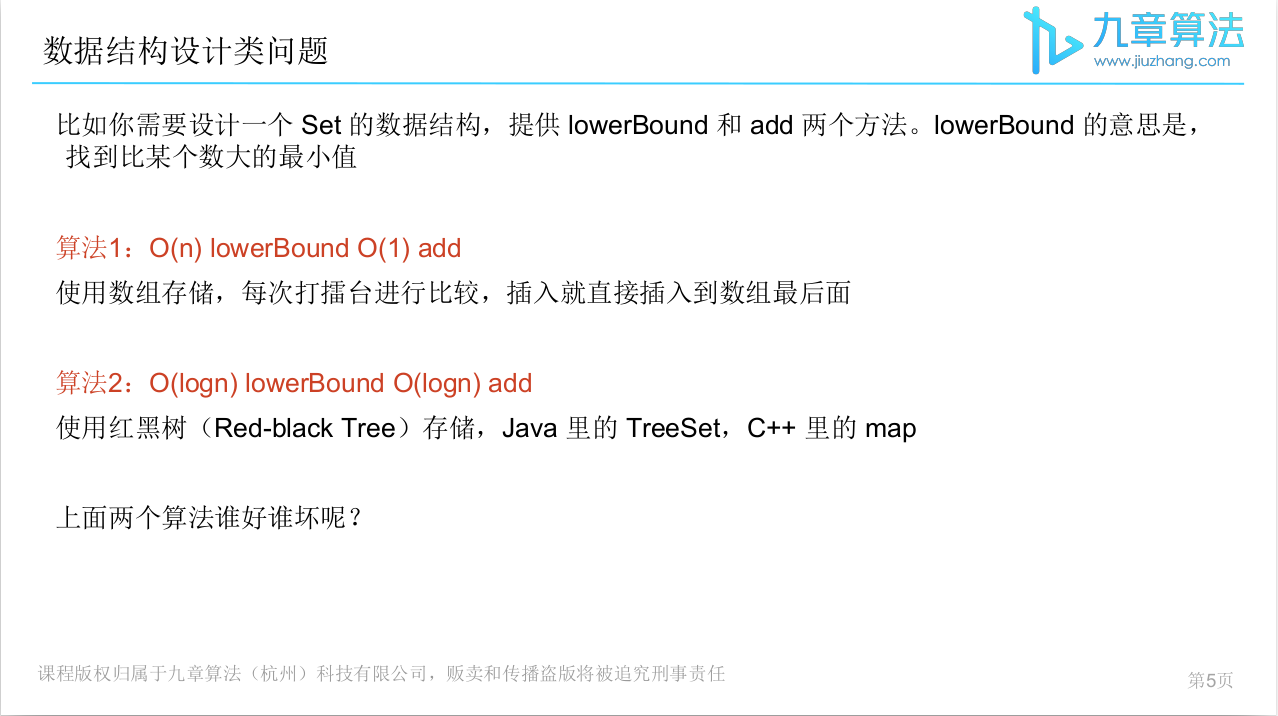 数据结构设计类问题
九章算法
www.jiuzhang.com
比如你需要设计一个 Set 的数据结构，提供 lowerBound 和 add 两个方法。lowerBound 的意思是，
找到比某个数大的最小值
算法1：O(n) lowerBound O(1) add
使用数组存储，每次打擂台进行比较，插入就直接插入到数组最后面
算法2：O(logn) lowerBound O(logn) add
使用红黑树（Red-black Tree）存储，Java 里的 TreeSet，C++ 里的 map
上面两个算法谁好谁坏呢？
课程版权归属于九章算法（杭州）科技有限公司，贩卖和传播盗版将被追究刑事责任
第5页